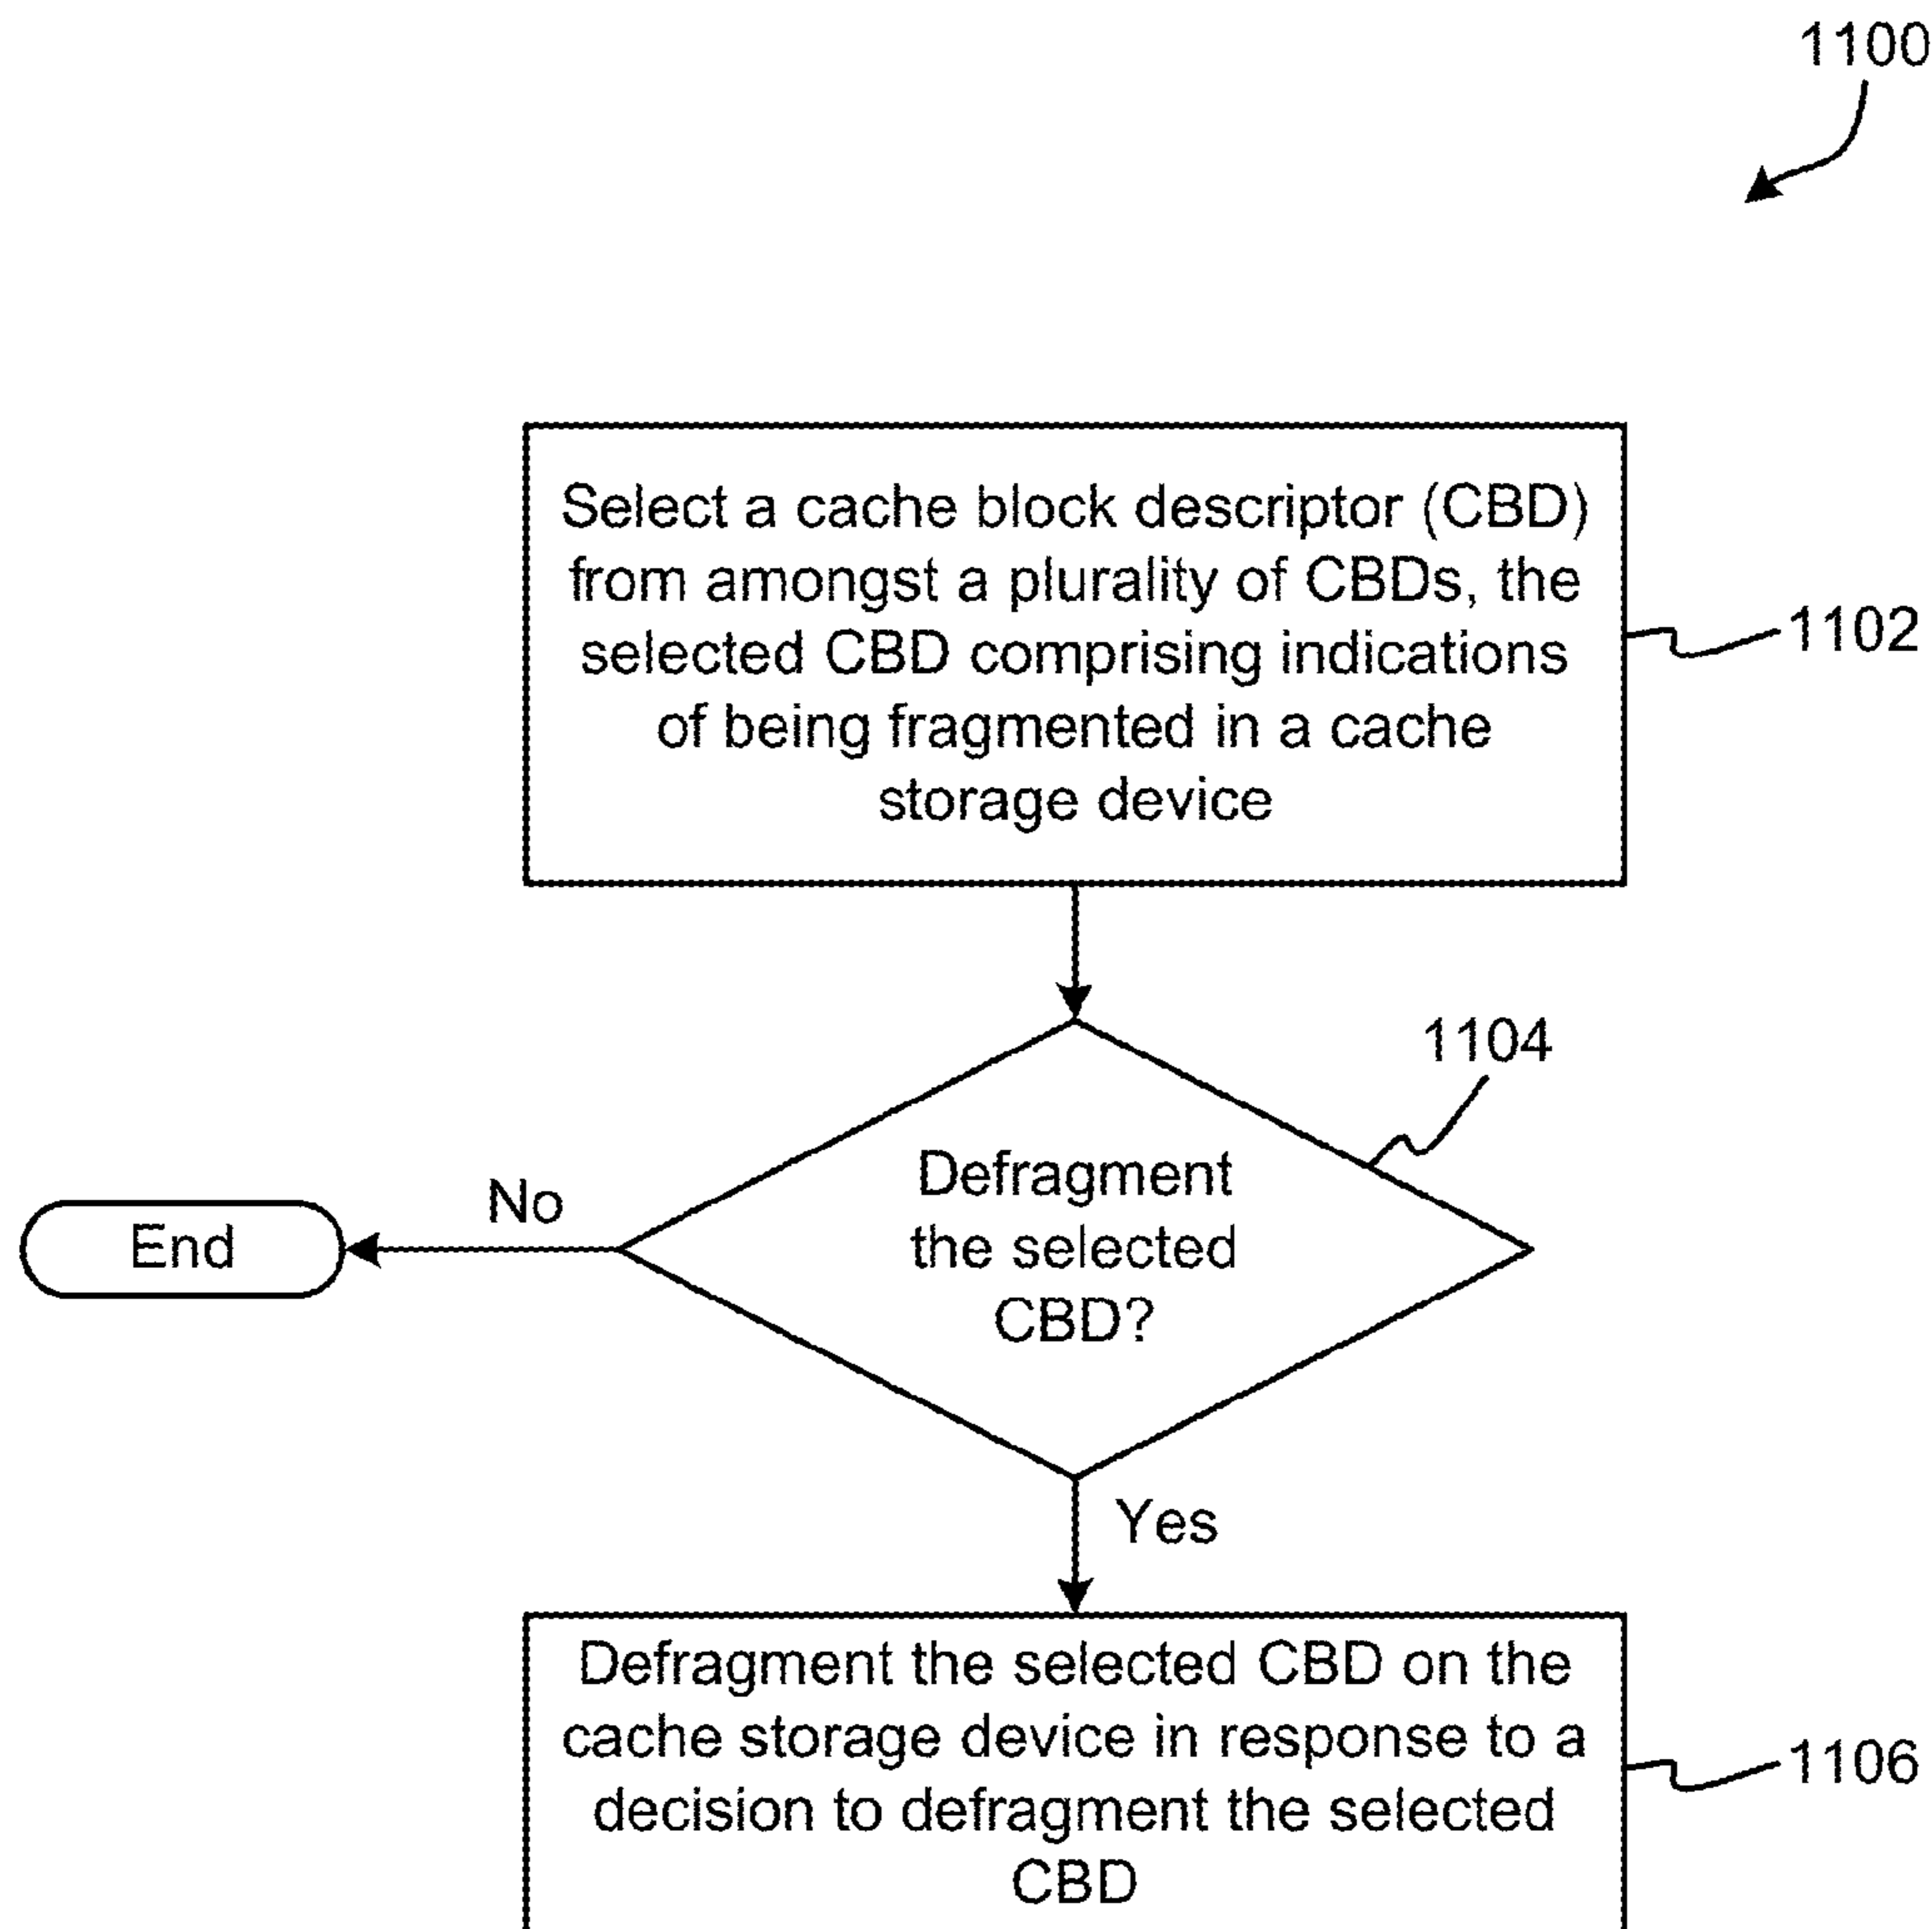 1100
Select a cache block descriptor (CBD)
from amongst a plurality of CBDs, the
selected CBD comprising indications
of being fragmented in a cache
storage device
1102
1104
Defragment
the selected
CBD?
No
End
Yes
Defragment the selected CBD on the
cache storage device in response to a
decision to defragment the selected
CBD
1106